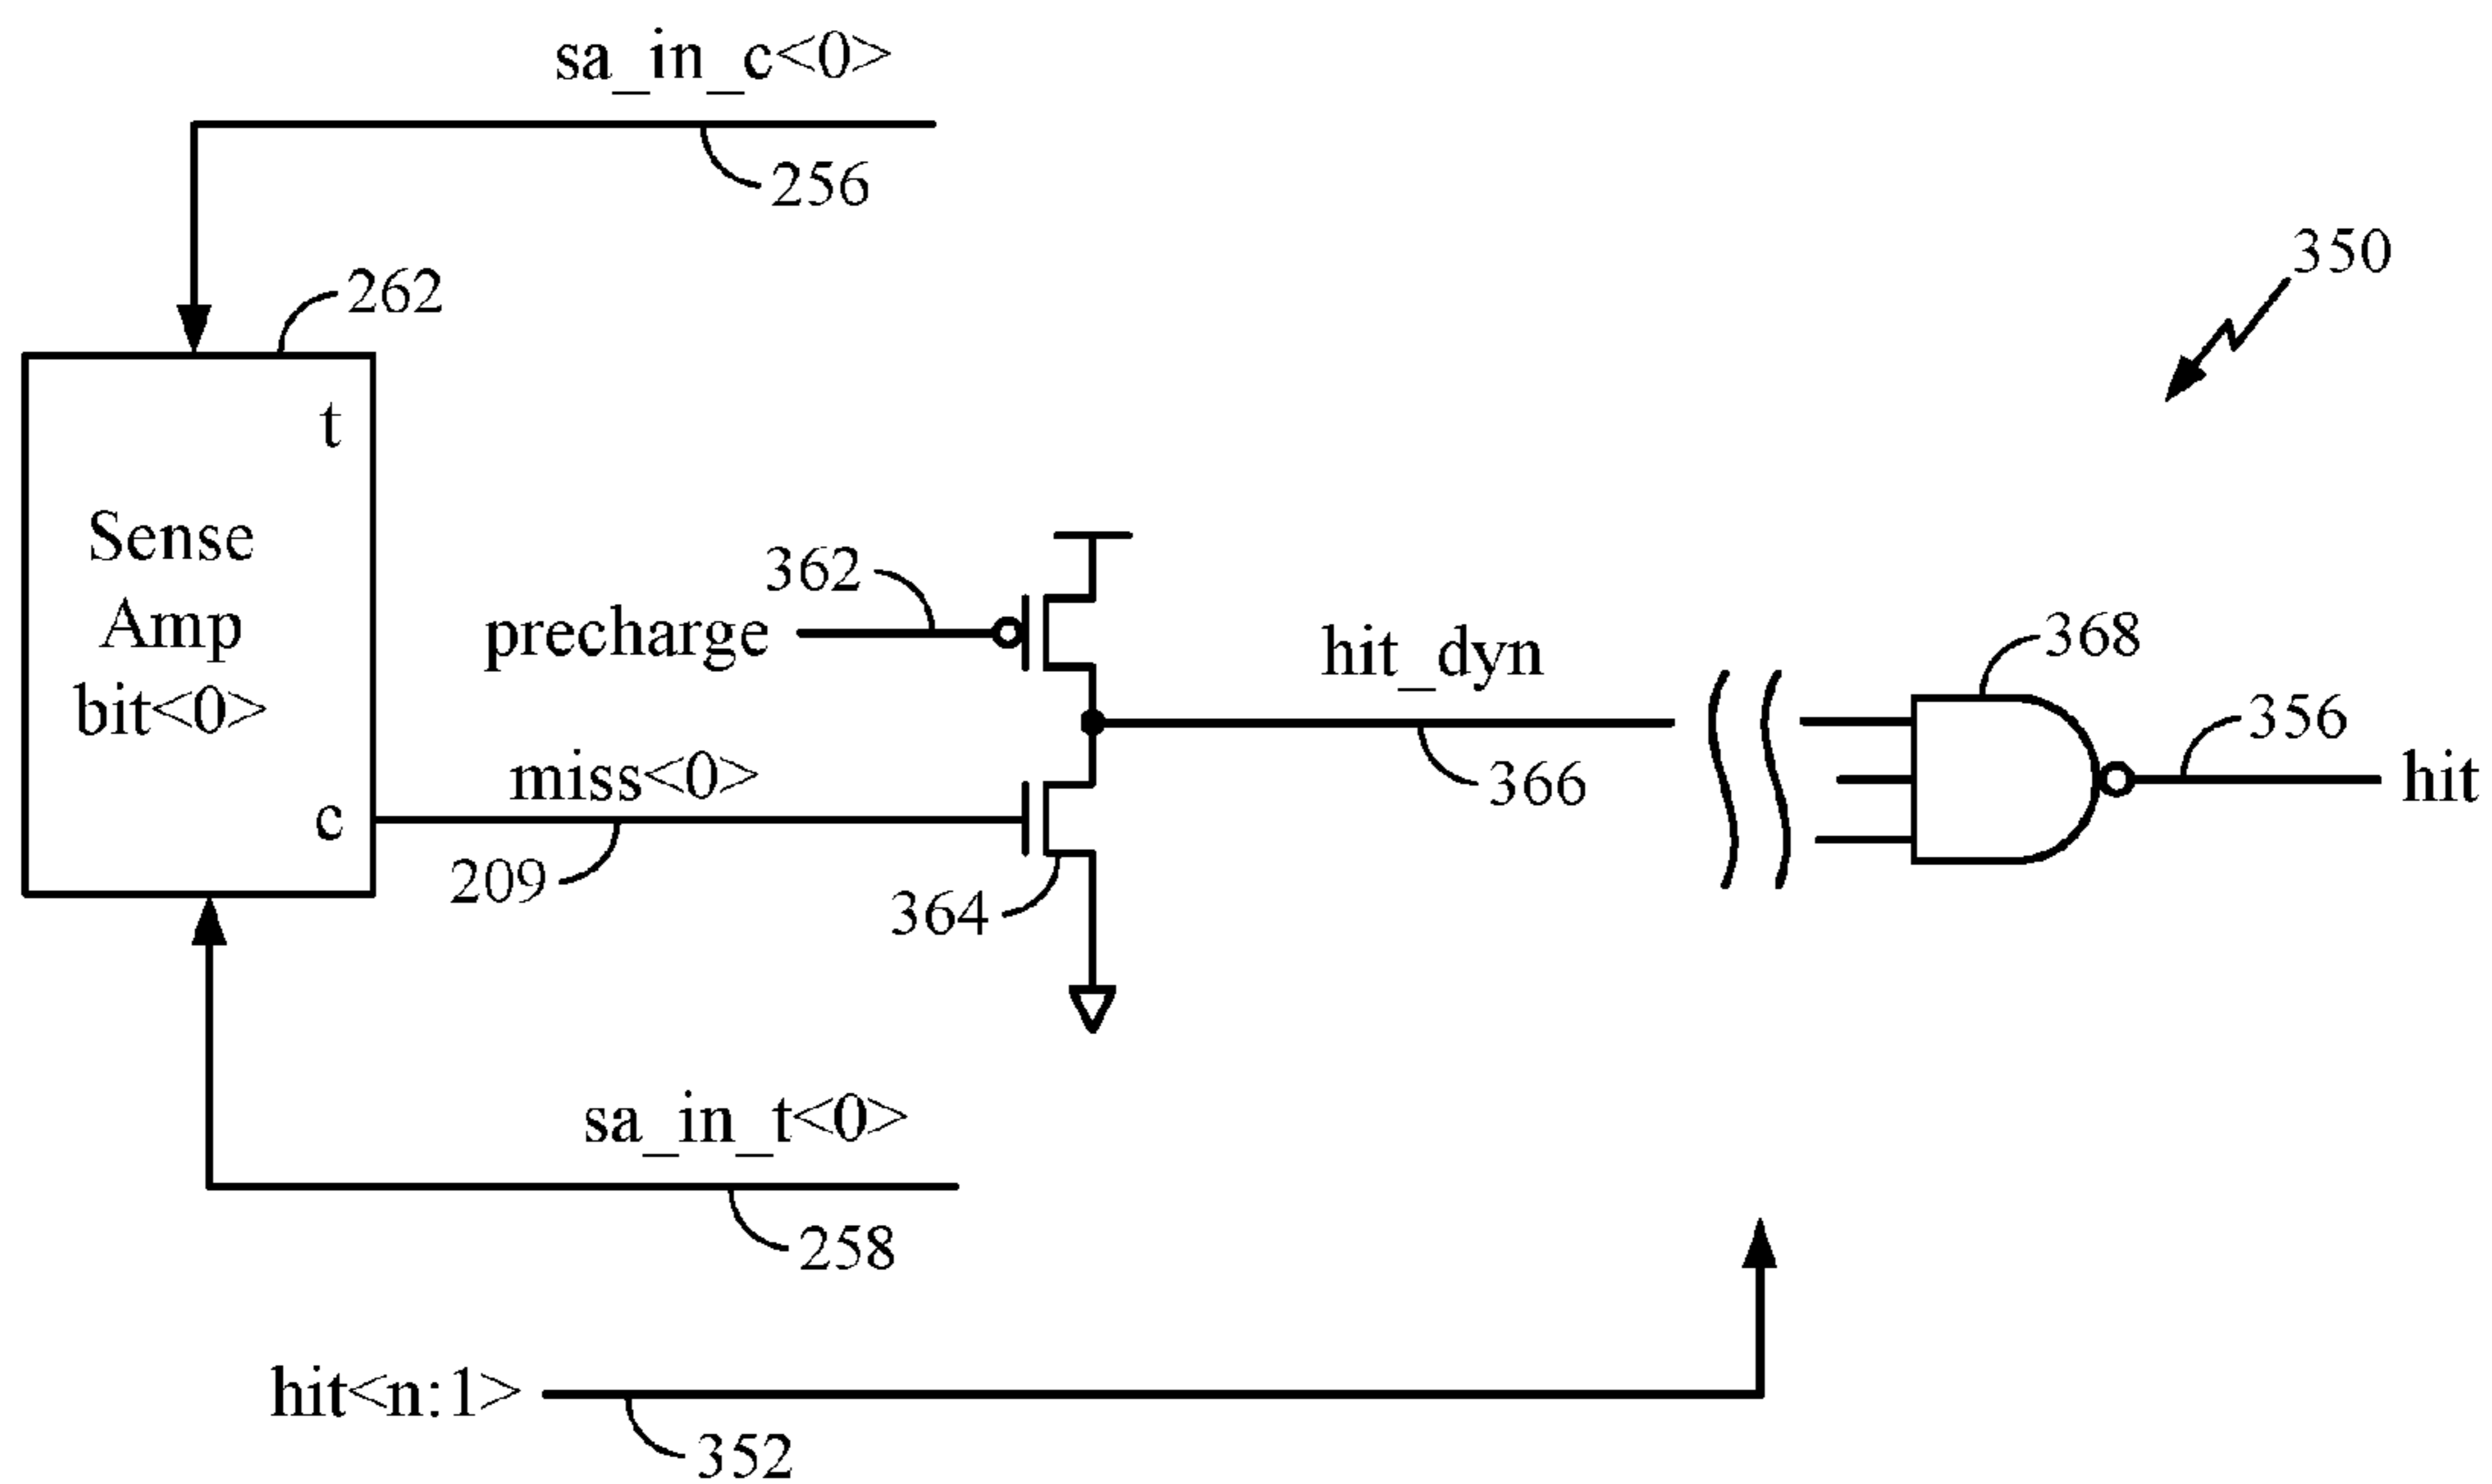 sa_in_c<0>
256
350
262
t
Sense
Amp
bit<0>
c
362
precharge
hit_dyn
366
368
356
hit
miss<0>
209
364
sa_in_t<0>
258
hit<n:1>
352